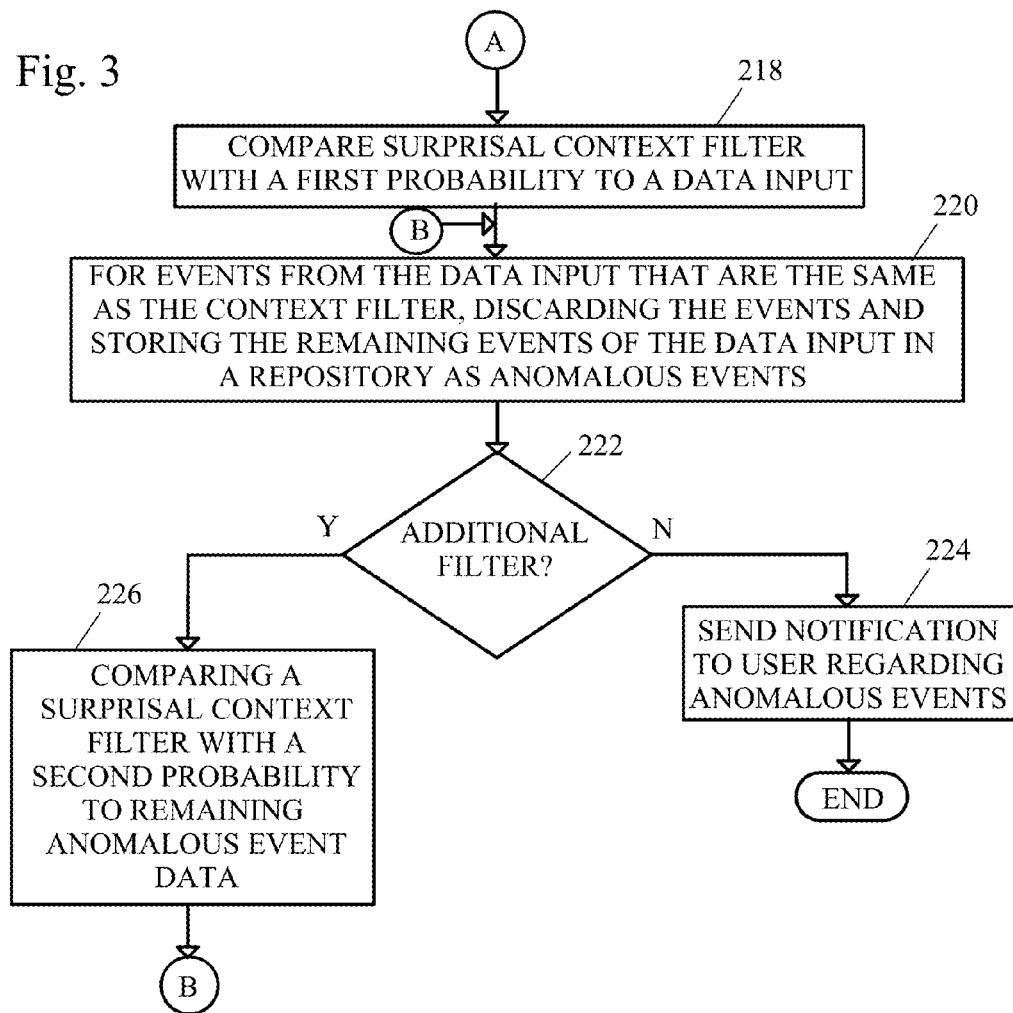 Fig. 3
A
218
COMPARE SURPRISAL CONTEXT FILTER
WITH A FIRST PROBABILITY TO A DATA INPUT
B
220
FOR EVENTS FROM THE DATA INPUT THAT ARE THE SAME
AS THE CONTEXT FILTER, DISCARDING THE EVENTS AND
STORING THE REMAINING EVENTS OF THE DATA INPUT IN
A REPOSITORY AS ANOMALOUS EVENTS
222
Y
ADDITIONAL
FILTER?
N
226
COMPARING A
SURPRISAL CONTEXT
FILTER WITH A
SECOND PROBABILITY
TO REMAINING
ANOMALOUS EVENT
DATA
B
224
SEND NOTIFICATION
TO USER REGARDING
ANOMALOUS EVENTS
END